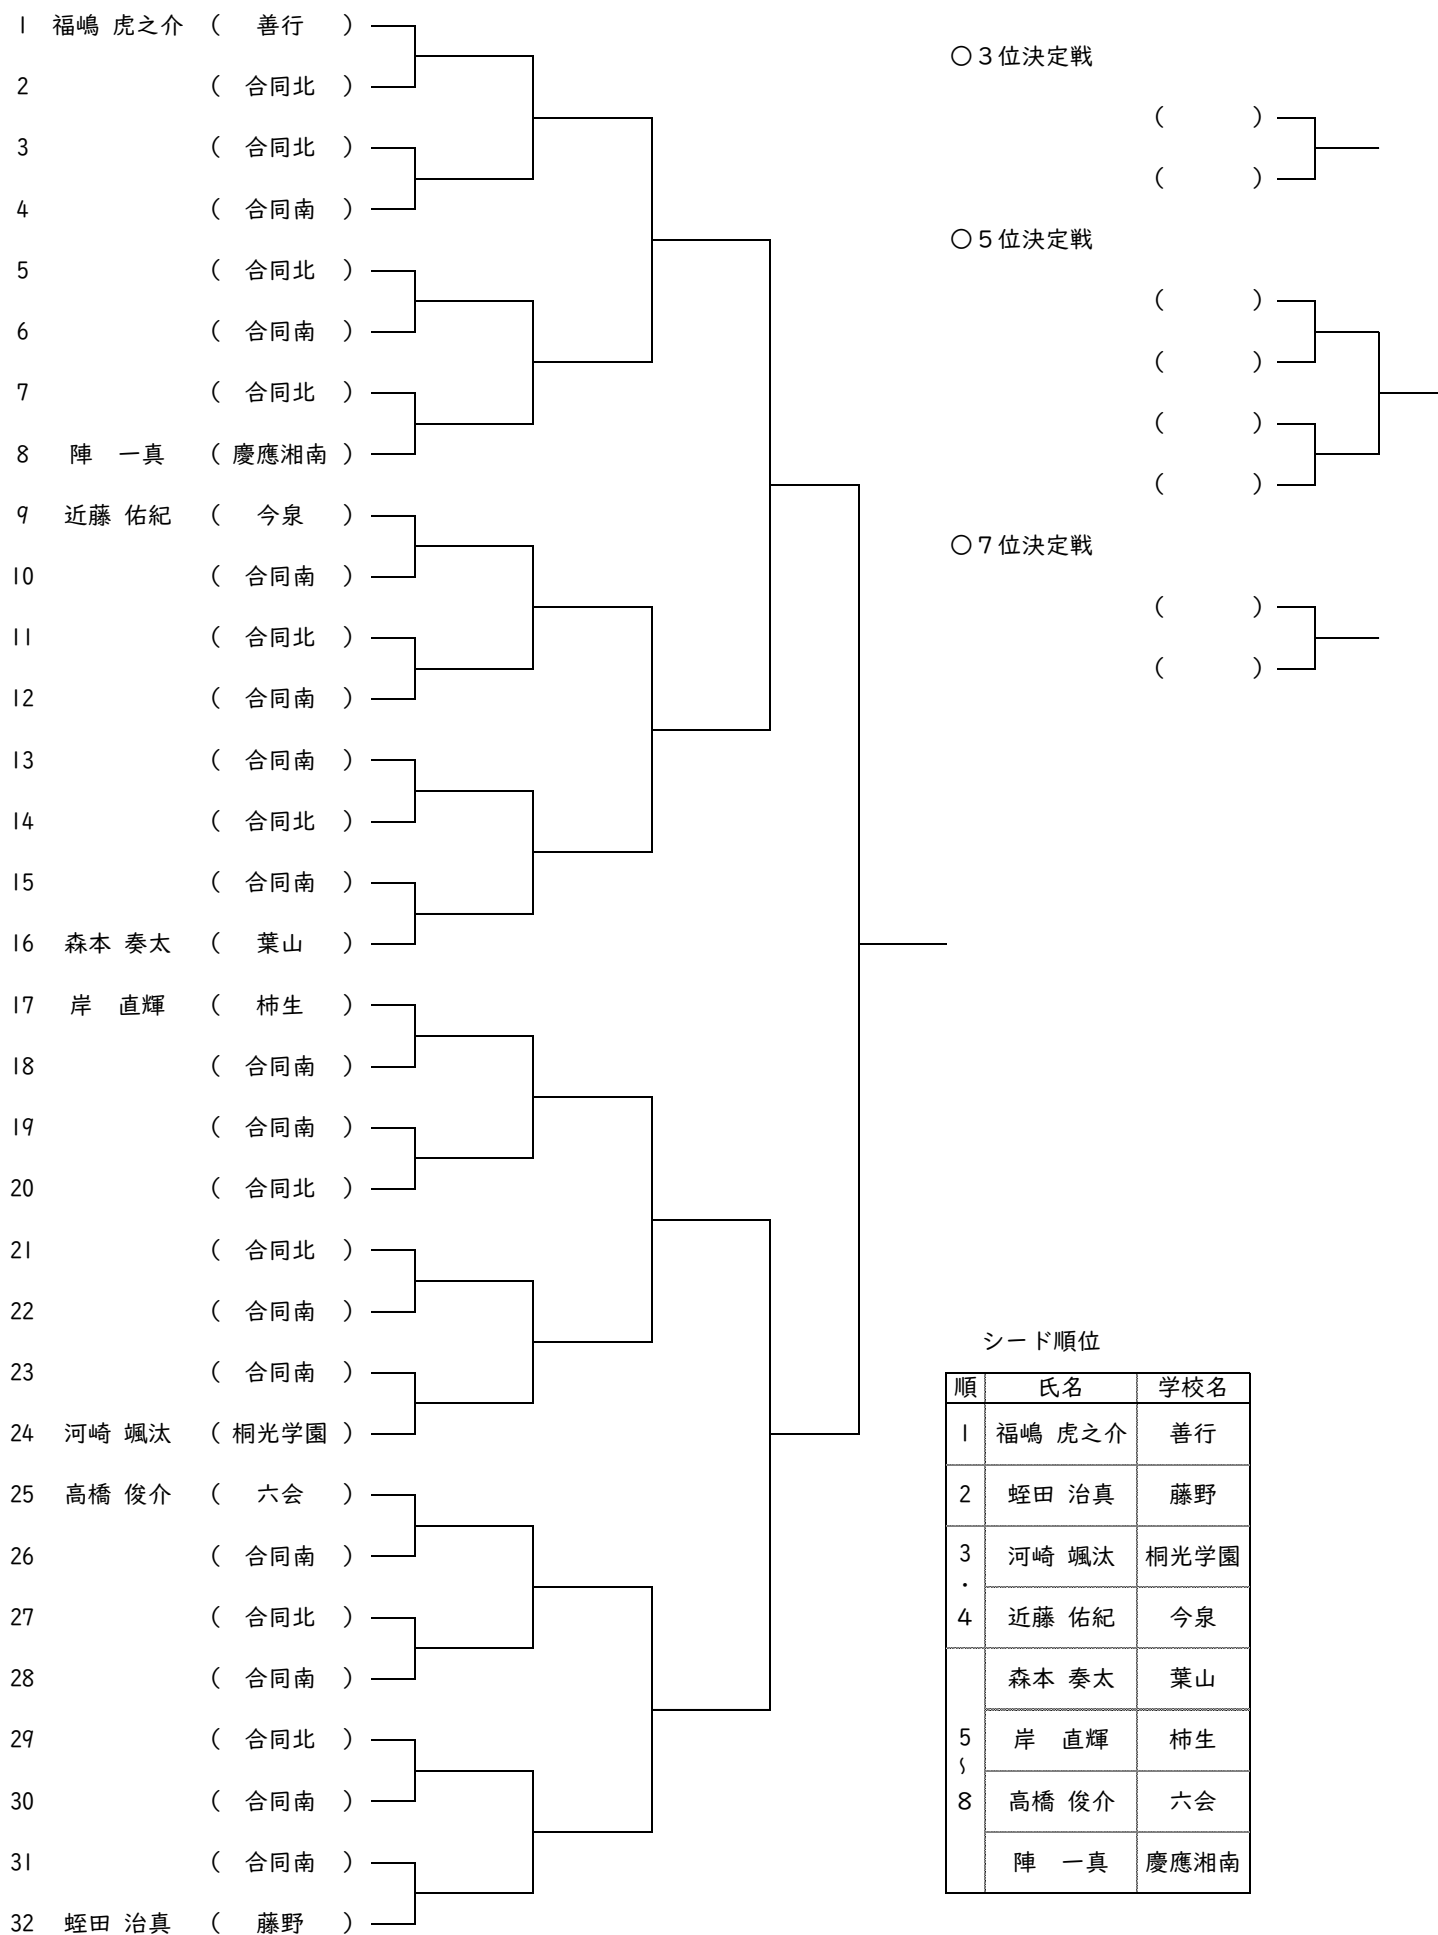 1 福嶋 虎之介 ( 善行 )
2 ( 合同北 )
3 ( 合同北 )
4 ( 合同南 )
5 ( 合同北 )
6 ( 合同南 )
7 ( 合同北 )
8 陣 一真 ( 慶應湘南 )
9 近藤 佑紀 ( 今泉 )
10 ( 合同南 )
11 ( 合同北 )
12 ( 合同南 )
13 ( 合同南 )
14 ( 合同北 )
15 ( 合同南 )
16 森本 奏太 ( 葉山 )
17 岸 直輝 ( 柿生 )
18 ( 合同南 )
19 ( 合同南 )
20 ( 合同北 )
21 ( 合同北 )
22 ( 合同南 )
23 ( 合同南 )
24 河崎 颯汰 ( 桐光学園 )
25 高橋 俊介 ( 六会 )
26 ( 合同南 )
27 ( 合同北 )
28 ( 合同南 )
29 ( 合同北 )
30 ( 合同南 )
31 ( 合同南 )
32 蛭田 治真 ( 藤野 )
〇３位決定戦
( )
( )
〇５位決定戦
( )
( )
( )
( )
〇７位決定戦
( )
( )
シード順位
順 氏名 学校名
1 福嶋 虎之介 善行
2 蛭田 治真 藤野
3・4 河崎 颯汰 桐光学園
近藤 佑紀 今泉
5〜8 森本 奏太 葉山
岸 直輝 柿生
高橋 俊介 六会
陣 一真 慶應湘南